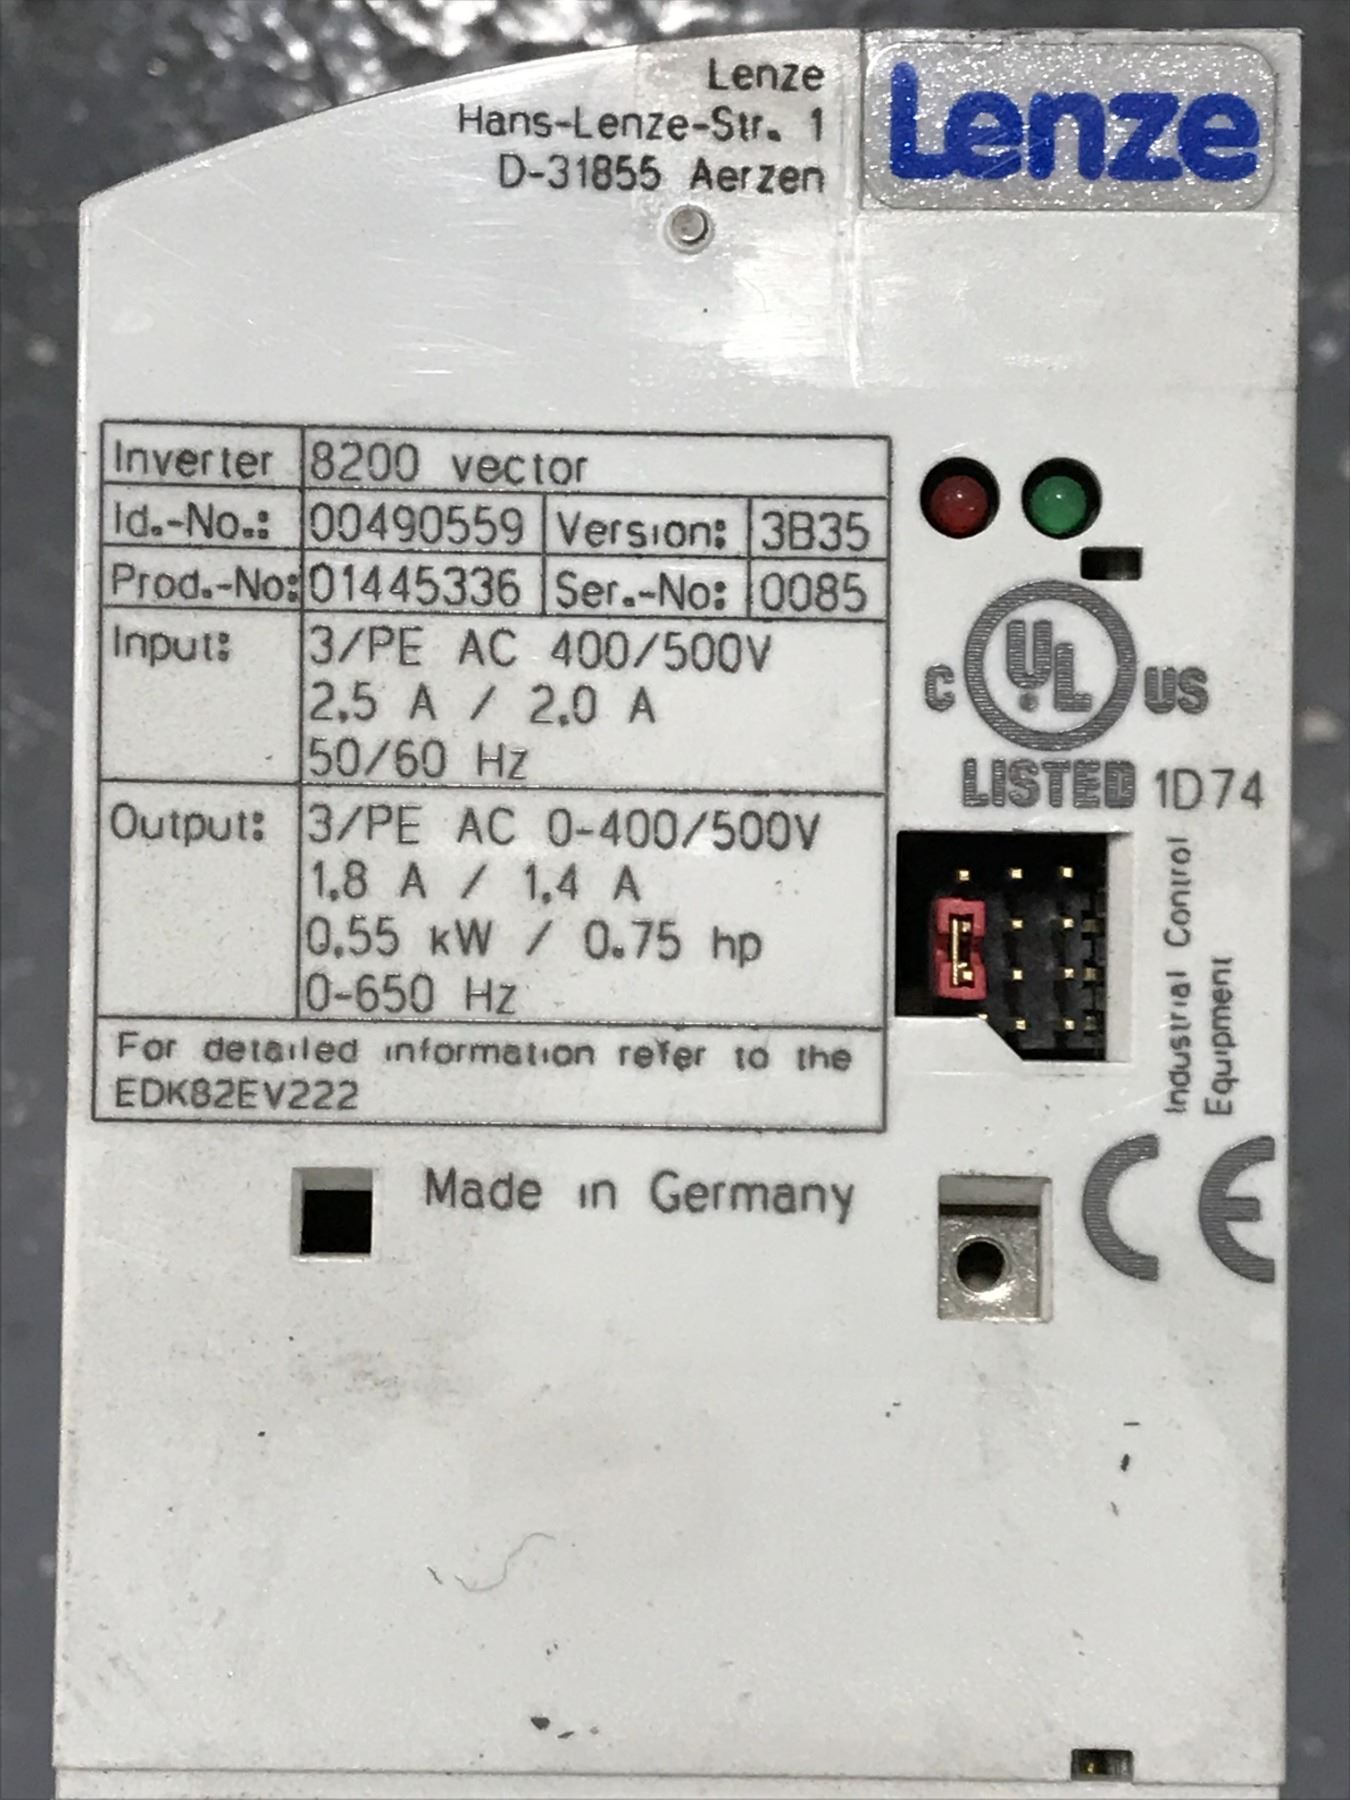 Lenze
Hans-Lenze-Str. 1
D-31855 Aerzen
Lenze
Inverter 8200 vector
Id.-No.: 00490559 Version: 3B35
Prod.-No: 01445336 Ser.-No: 0085
Input: 3/PE AC 400/500V
2.5 A / 2.0 A
50/60 Hz
Output: 3/PE AC 0-400/500V
1.8 A / 1.4 A
0.55 kW / 0.75 hp
0-650 Hz
For detailed information refer to the
EDK82EV222
C UL US
LISTED 1D74
Industrial Control
Equipment
Made in Germany
CE